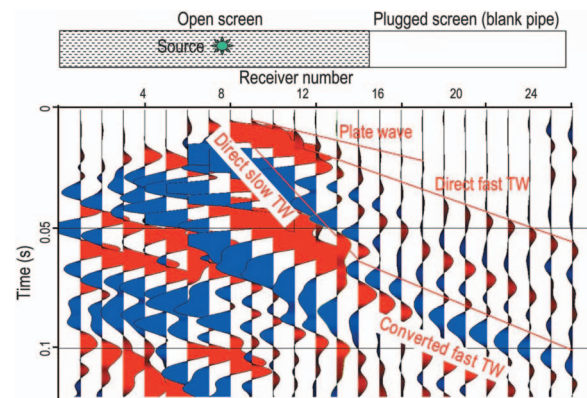 Open screen
Plugged screen (blank pipe)
Source
Receiver number
4 8 12 16 20 24
0
0.05
0.1
Time (s)
Plate wave
Direct fast TW
Direct slow TW
Converted fast TW